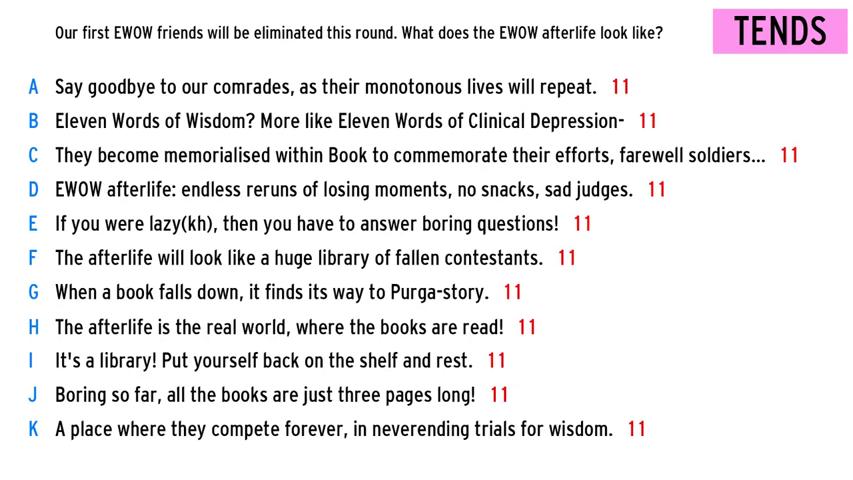 Our first EWOW friends will be eliminated this round. What does the EWOW afterlife look like?
TENDS
A Say goodbye to our comrades, as their monotonous lives will repeat. 11
B Eleven Words of Wisdom? More like Eleven Words of Clinical Depression- 11
C They become memorialised within Book to commemorate their efforts, farewell soldiers... 11
D EWOW afterlife: endless reruns of losing moments, no snacks, sad judges. 11
E If you were lazy(kh), then you have to answer boring questions! 11
F The afterlife will look like a huge library of fallen contestants. 11
G When a book falls down, it finds its way to Purga-story. 11
H The afterlife is the real world, where the books are read! 11
I It's a library! Put yourself back on the shelf and rest. 11
J Boring so far, all the books are just three pages long! 11
K A place where they compete forever, in neverending trials for wisdom. 11